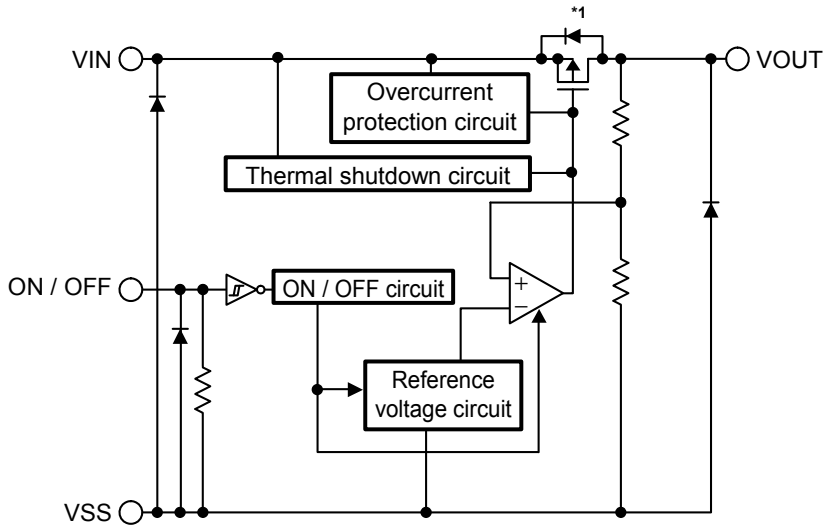 *1
VIN
VOUT
Overcurrent
protection circuit
Thermal shutdown circuit
ON / OFF
ON / OFF circuit
+
−
Reference
voltage circuit
VSS